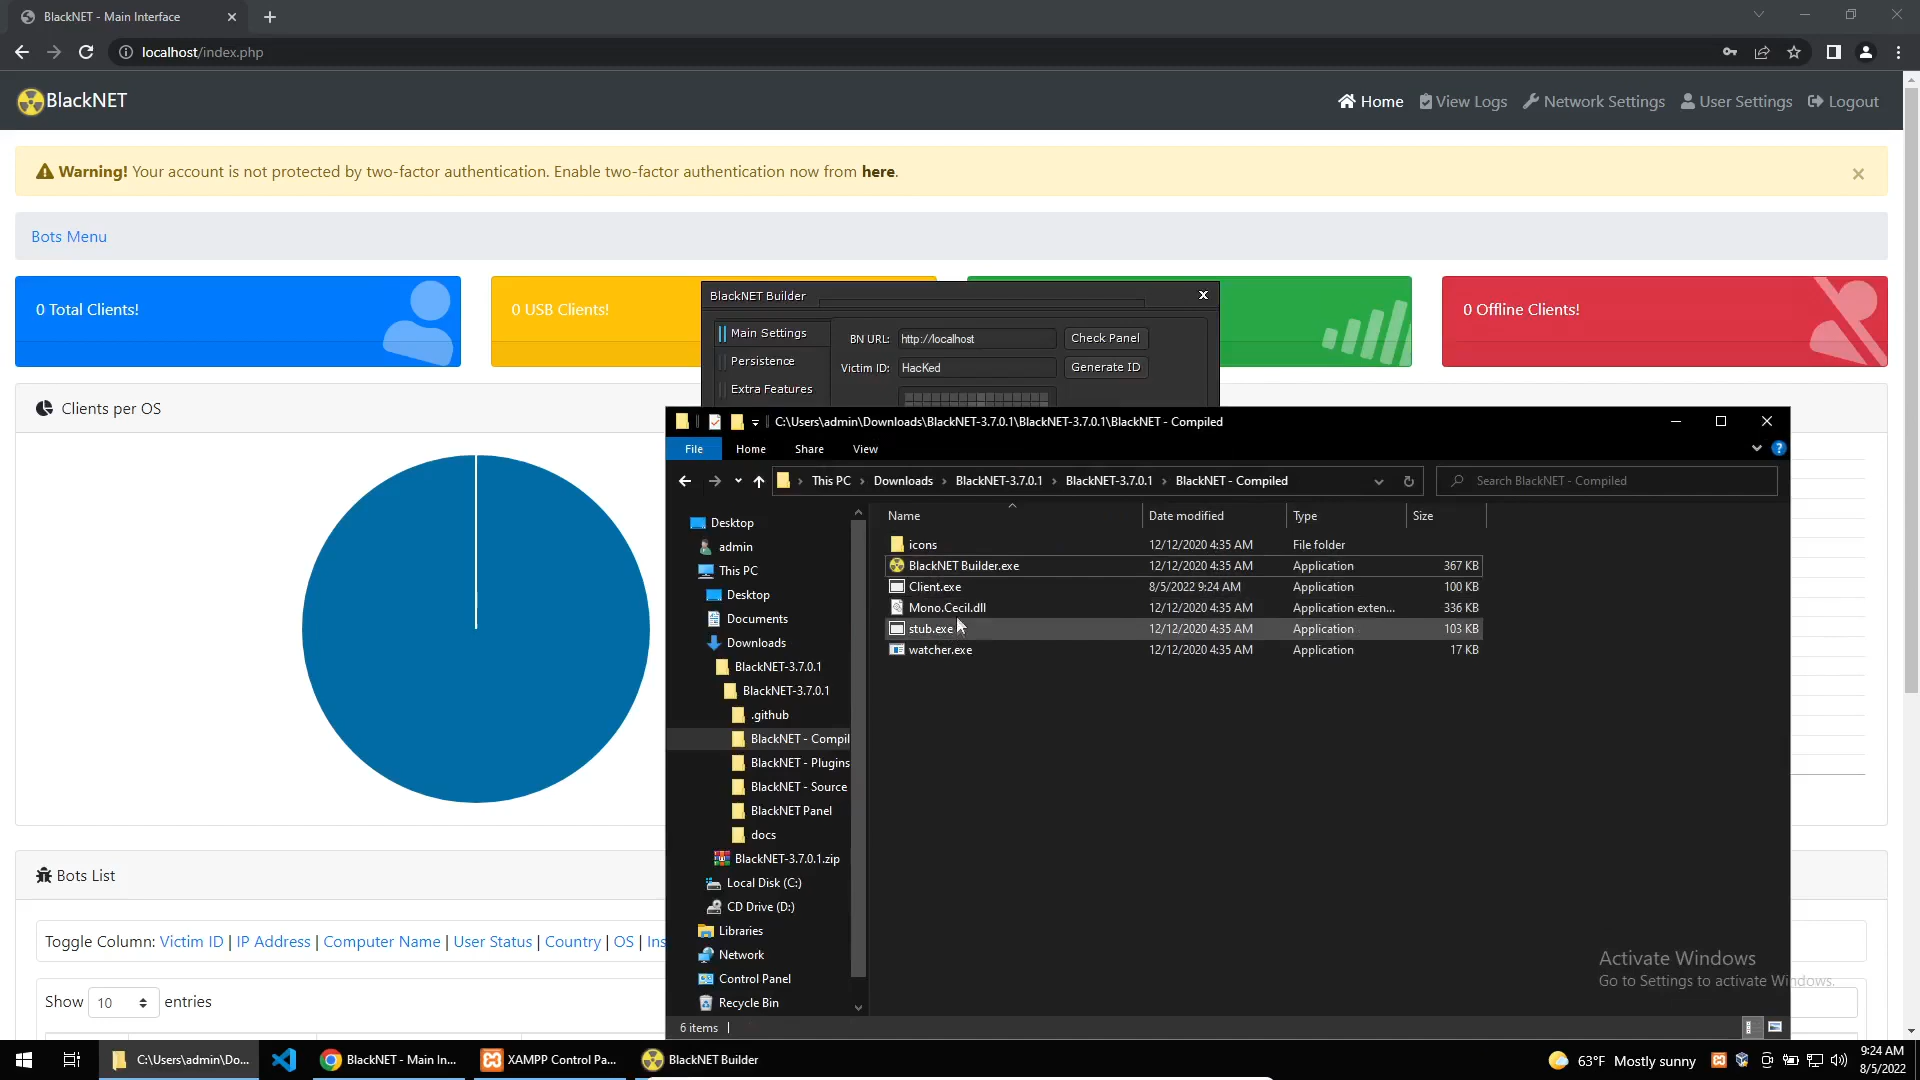 BlackNET - Main Interface
localhost/index.php
BlackNET
Home
View Logs
Network Settings
User Settings
Logout
Warning! Your account is not protected by two-factor authentication. Enable two-factor authentication now from here.
×
Bots Menu
0 Total Clients!
0 USB Clients!
0 Offline Clients!
BlackNET Builder
X
Main Settings
BN URL: http://localhost Check Panel
Persistence
Victim ID: HacKed Generate ID
Extra Features
Clients per OS
C:\Users\admin\Downloads\BlackNET-3.7.0.1\BlackNET-3.7.0.1\BlackNET - Compiled
File Home Share View
This PC > Downloads > BlackNET-3.7.0.1 > BlackNET-3.7.0.1 > BlackNET - Compiled
Search BlackNET - Compiled
Desktop
admin
This PC
Desktop
Documents
Downloads
BlackNET-3.7.0.1
BlackNET-3.7.0.1
.github
BlackNET - Compil
BlackNET - Plugins
BlackNET - Source
BlackNET Panel
docs
BlackNET-3.7.0.1.zip
Local Disk (C:)
CD Drive (D:)
Libraries
Network
Control Panel
Recycle Bin
Name Date modified Type Size
icons 12/12/2020 4:35 AM File folder
BlackNET Builder.exe 12/12/2020 4:35 AM Application 367 KB
Client.exe 8/5/2022 9:24 AM Application 100 KB
Mono.Cecil.dll 12/12/2020 4:35 AM Application exten... 336 KB
stub.exe 12/12/2020 4:35 AM Application 103 KB
watcher.exe 12/12/2020 4:35 AM Application 17 KB
6 items
Bots List
Toggle Column: Victim ID | IP Address | Computer Name | User Status | Country | OS | Ins
Show 10 entries
Activate Windows
Go to Settings to activate Windows.
C:\Users\admin\Do...
BlackNET - Main In...
XAMPP Control Pa...
BlackNET Builder
63°F Mostly sunny
9:24 AM
8/5/2022